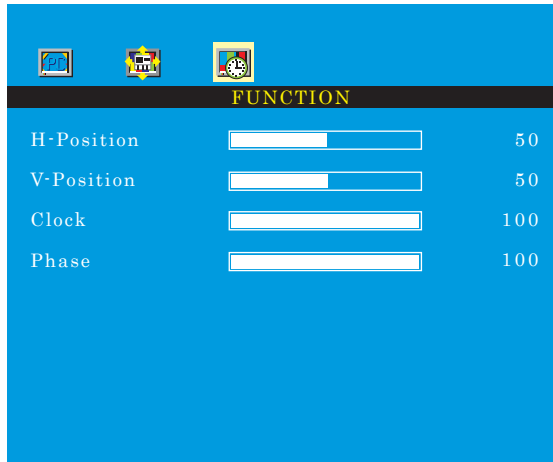 FUNCTION
H-Position 50
V-Position 50
Clock 100
Phase 100